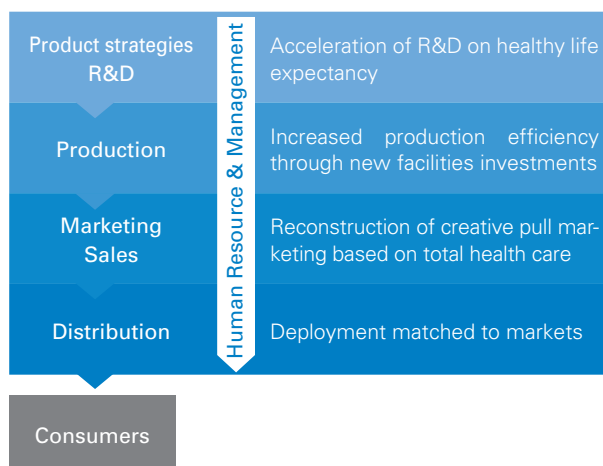 Product strategies
R&D
Acceleration of R&D on healthy life
expectancy
Production
Increased production efficiency
through new facilities investments
Marketing
Sales
Reconstruction of creative pull mar-
keting based on total health care
Distribution
Deployment matched to markets
Human Resource & Management
Consumers